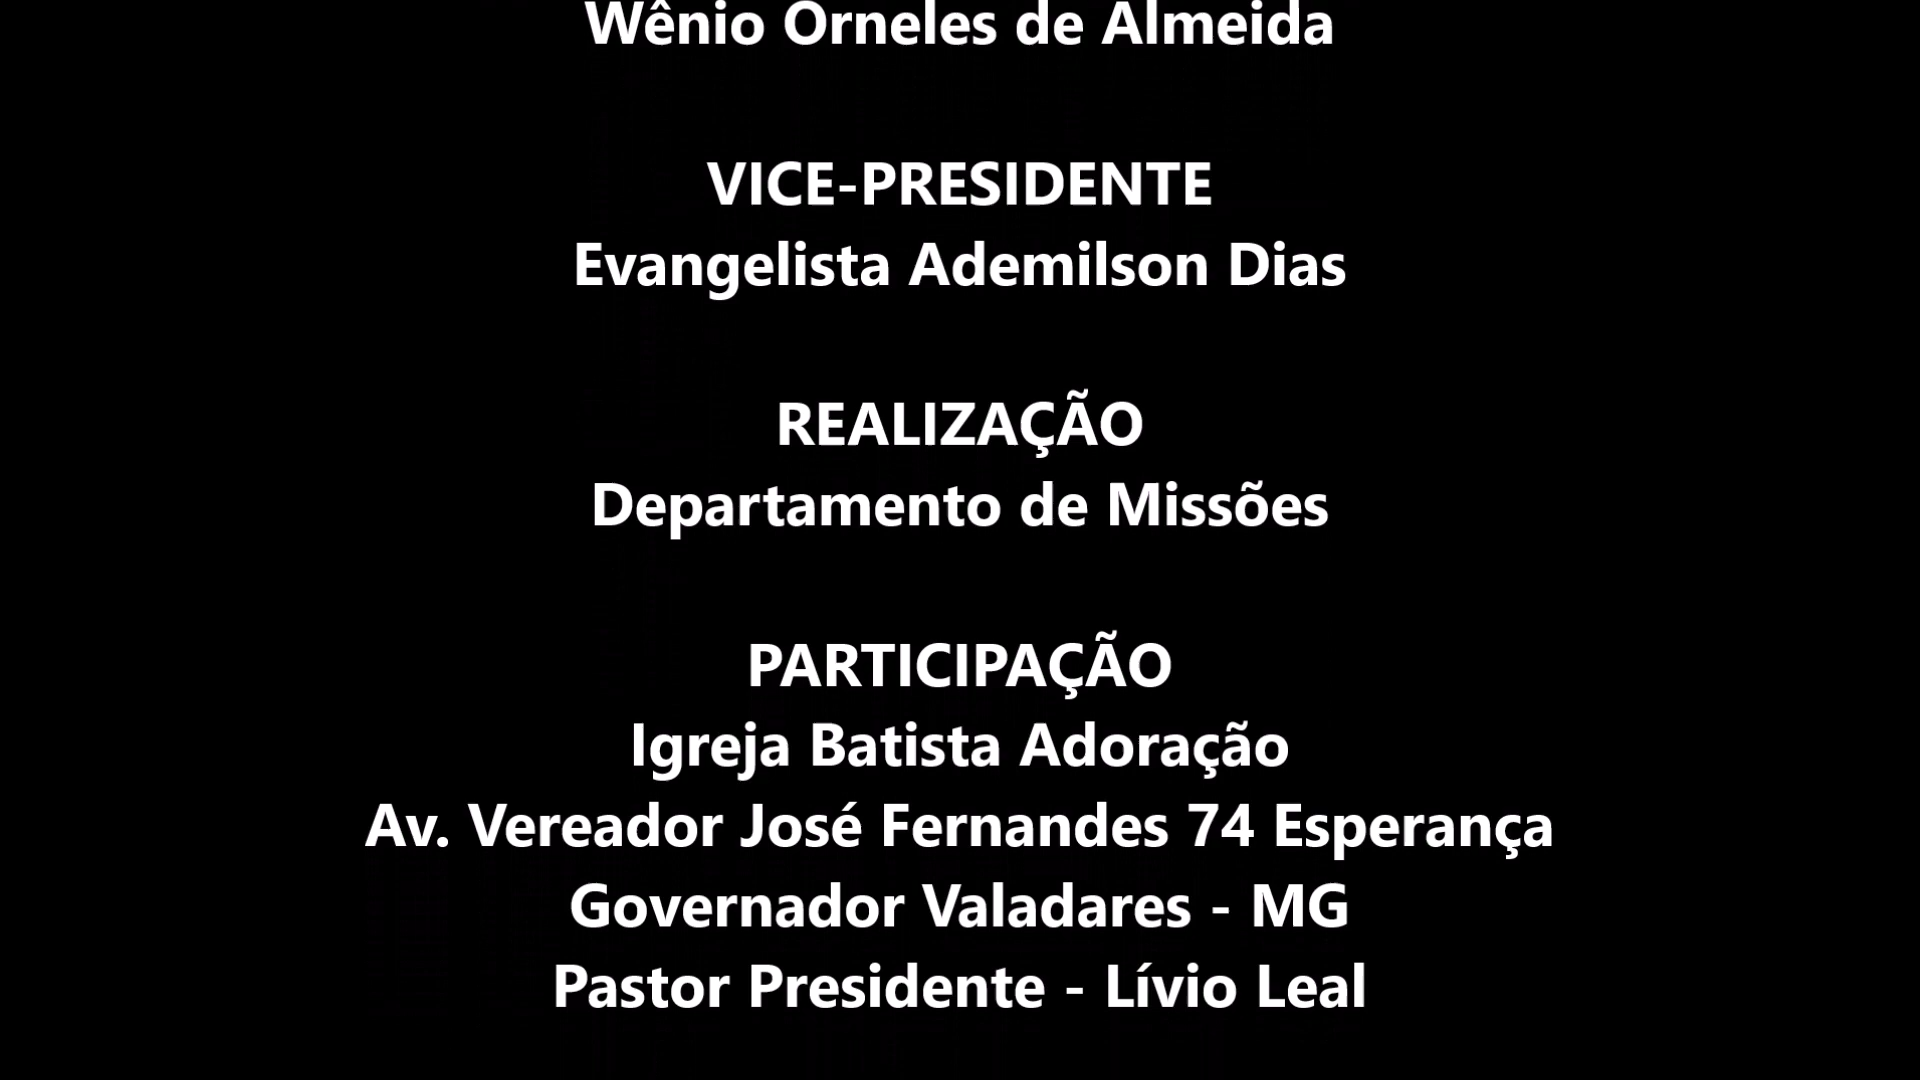 Wênio Orneles de Almeida
VICE-PRESIDENTE
Evangelista Ademilson Dias
REALIZAÇÃO
Departamento de Missões
PARTICIPAÇÃO
Igreja Batista Adoração
Av. Vereador José Fernandes 74 Esperança
Governador Valadares - MG
Pastor Presidente - Lívio Leal